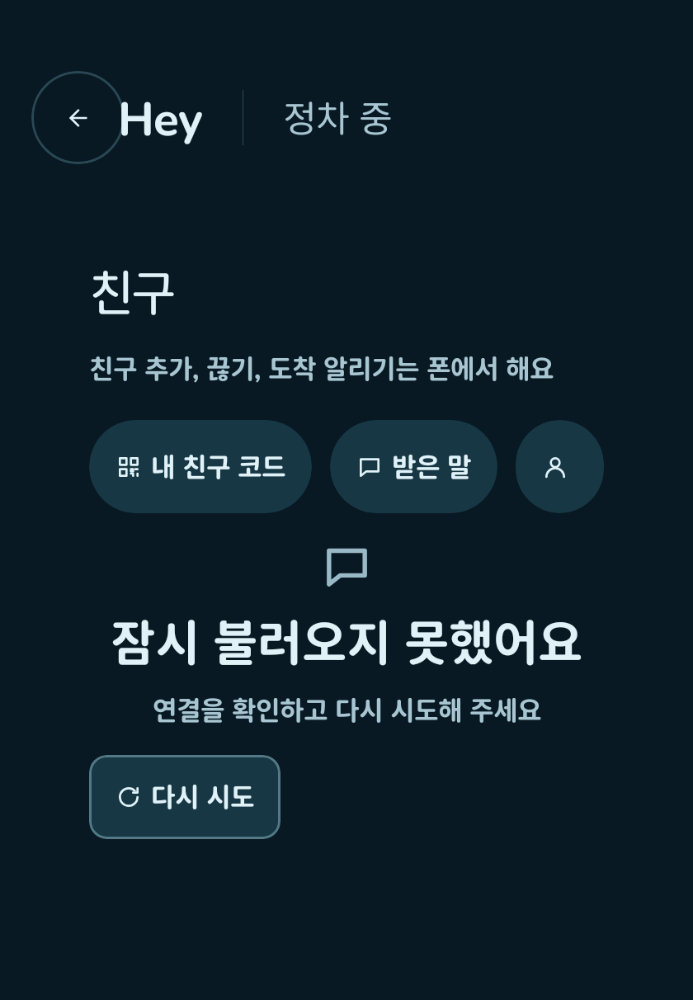 Hey
정차 중
친구
친구 추가, 끊기, 도착 알리기는 폰에서 해요
내 친구 코드
받은 말
잠시 불러오지 못했어요
연결을 확인하고 다시 시도해 주세요
다시 시도